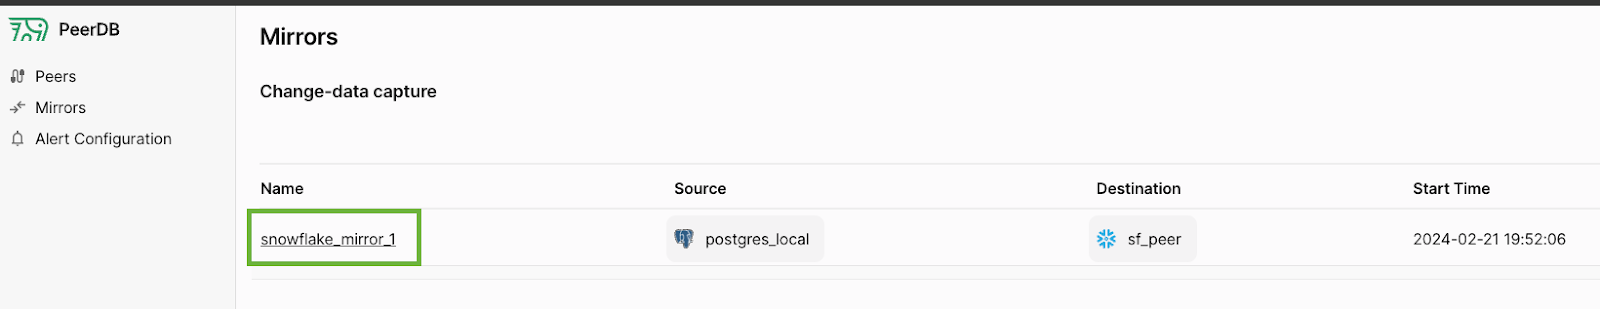 PeerDB
Peers
Mirrors
Alert Configuration
Mirrors
Change-data capture
Name Source Destination Start Time
snowflake_mirror_1 postgres_local sf_peer 2024-02-21 19:52:06